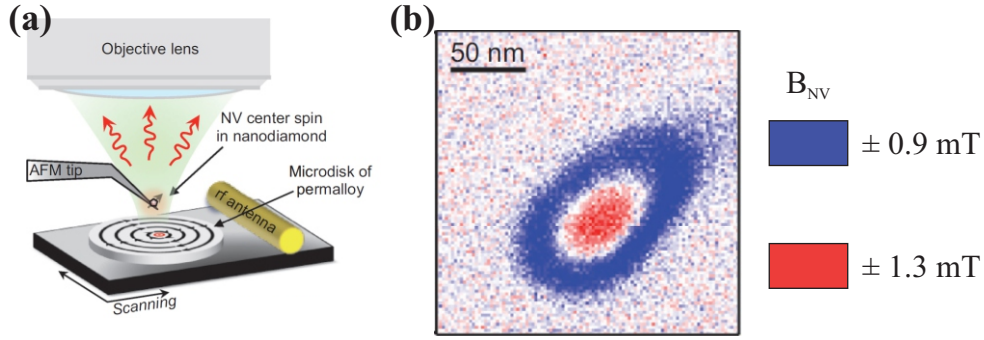 (a)
Objective lens
NV center spin
in nanodiamond
AFM tip
Microdisk of
permalloy
rf antenna
Scanning
(b)
50 nm
B_NV
± 0.9 mT
± 1.3 mT